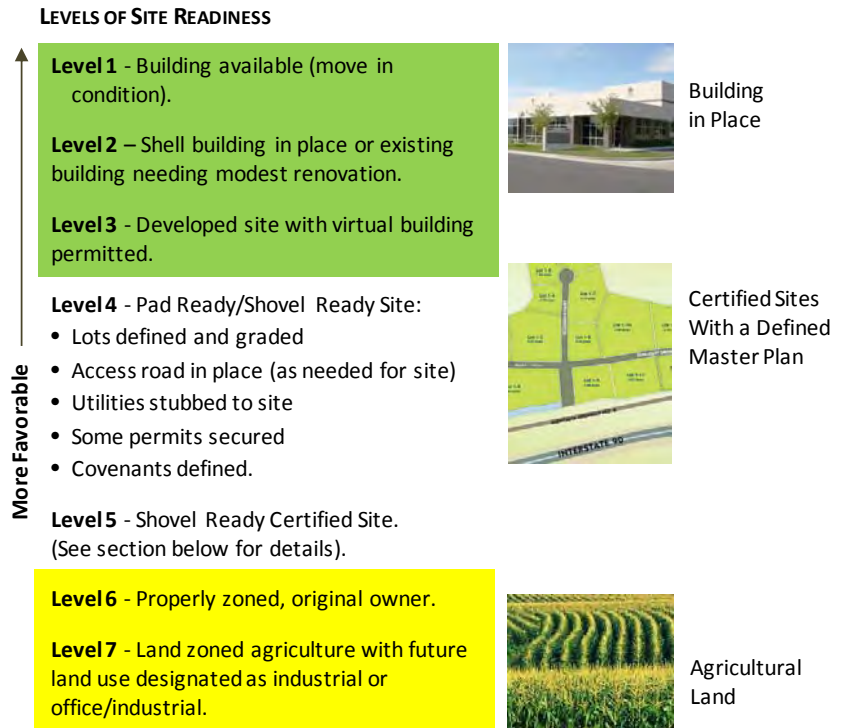 LEVELS OF SITE READINESS
Level 1 - Building available (move in
condition).
Level 2 – Shell building in place or existing
building needing modest renovation.
Level 3 - Developed site with virtual building
permitted.
Level 4 - Pad Ready/Shovel Ready Site:
• Lots defined and graded
• Access road in place (as needed for site)
• Utilities stubbed to site
• Some permits secured
• Covenants defined.
Level 5 - Shovel Ready Certified Site.
(See section below for details).
Level 6 - Properly zoned, original owner.
Level 7 - Land zoned agriculture with future
land use designated as industrial or
office/industrial.
More Favorable
Building
in Place
Certified Sites
With a Defined
Master Plan
INTERSTATE 90
Agricultural
Land